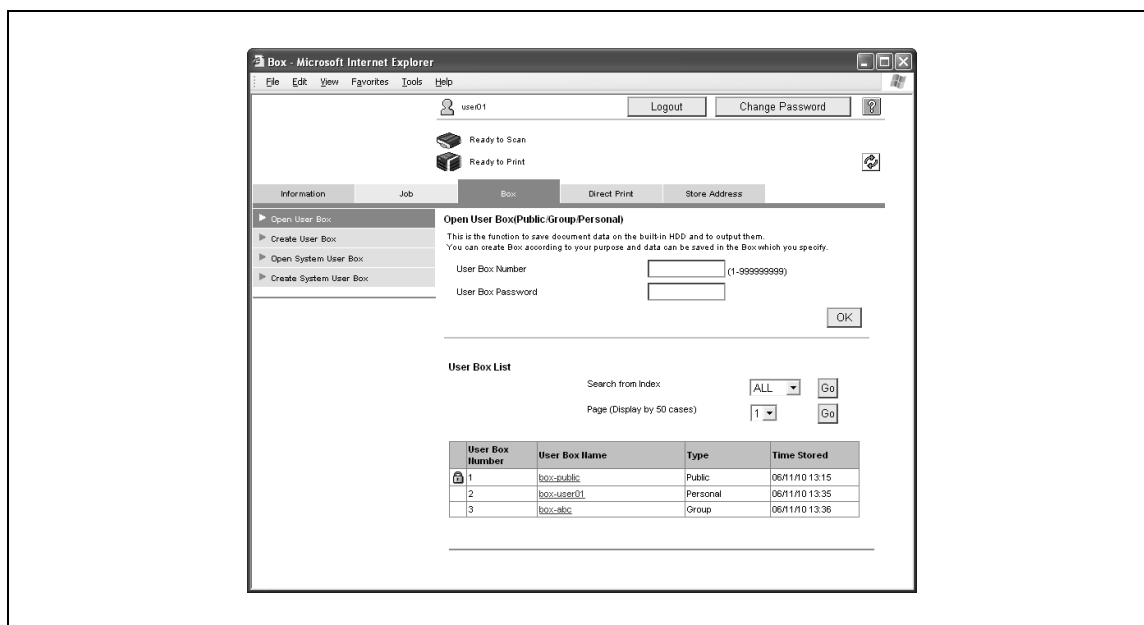 Box - Microsoft Internet Explorer
File Edit View Favorites Tools Help
user01 Logout Change Password ?
Ready to Scan
Ready to Print
Information Job Box Direct Print Store Address
Open User Box
Create User Box
Open System User Box
Create System User Box
Open User Box(Public/Group/Personal)
This is the function to save document data on the built-in HDD and to output them.
You can create Box according to your purpose and data can be saved in the Box which you specify.
User Box Number (1-999999999)
User Box Password
OK
User Box List
Search from Index ALL Go
Page (Display by 50 cases) 1 Go
User Box Number User Box Name Type Time Stored
1 box-public Public 06/11/10 13:15
2 box-user01 Personal 06/11/10 13:35
3 box-abc Group 06/11/10 13:36